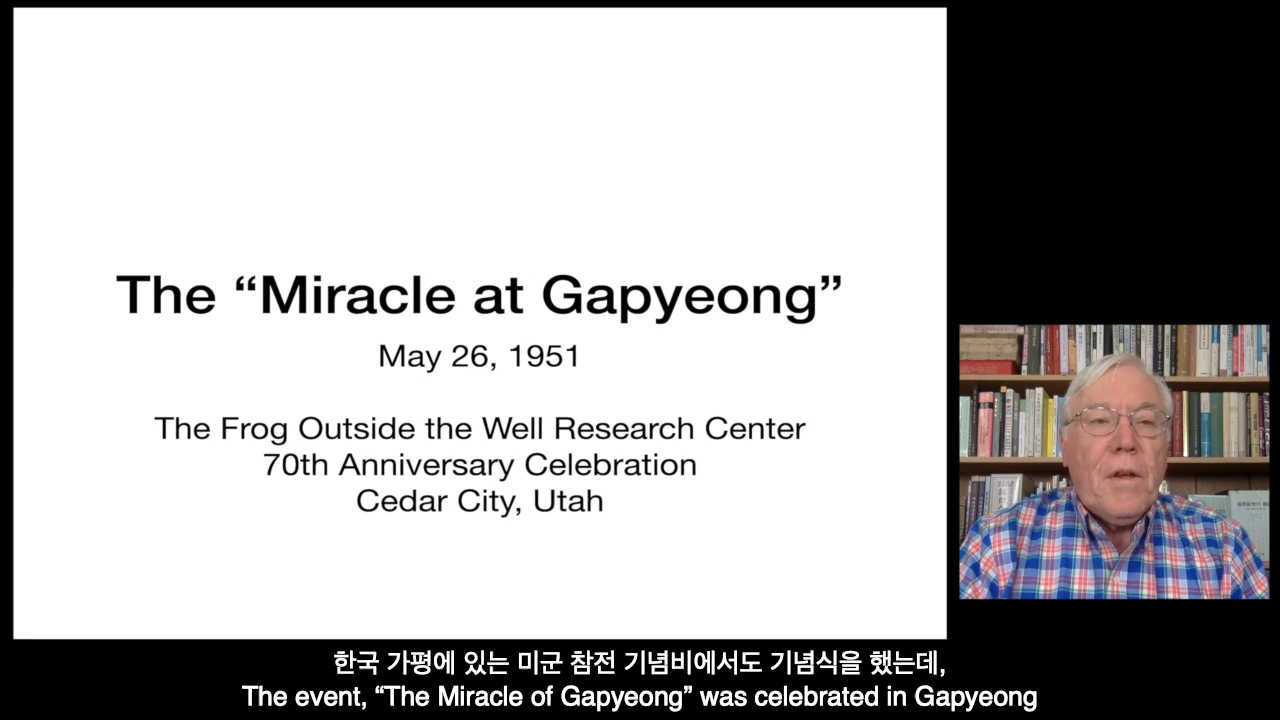 The “Miracle at Gapyeong”
May 26, 1951
The Frog Outside the Well Research Center
70th Anniversary Celebration
Cedar City, Utah
한국 가평에 있는 미군 참전 기념비에서도 기념식을 했는데,
The event, “The Miracle of Gapyeong” was celebrated in Gapyeong